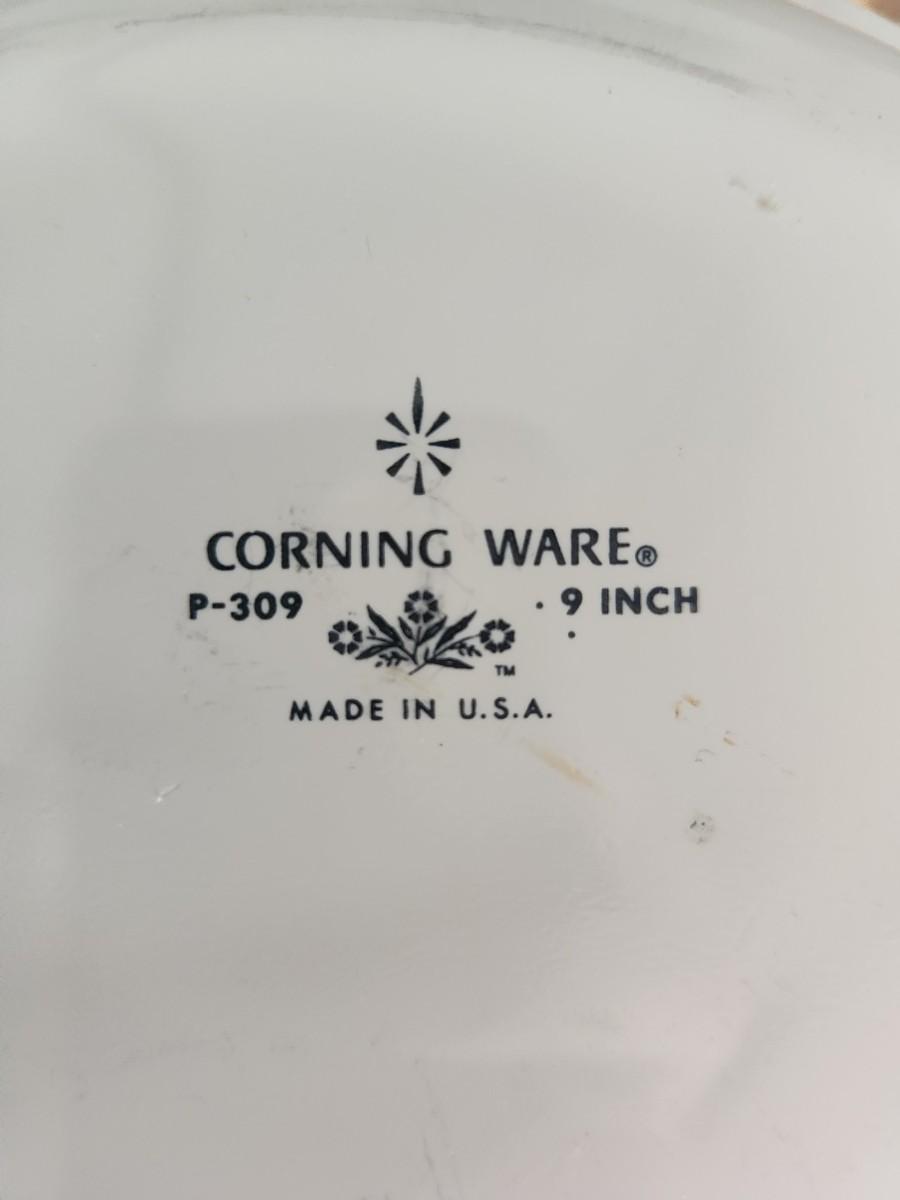 CORNING WARE®
P-309 · 9 INCH
TM
MADE IN U.S.A.